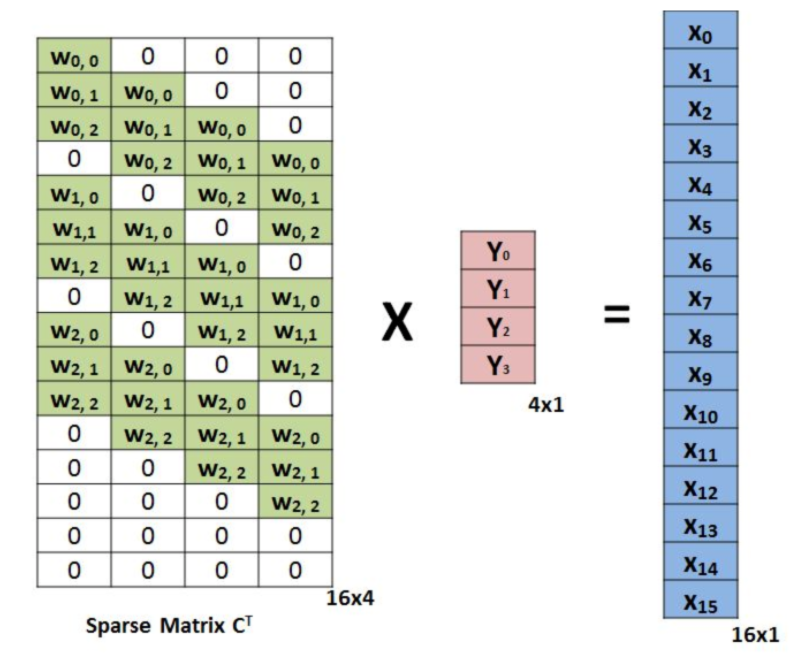 w0, 0 0 0 0
w0, 1 w0, 0 0 0
w0, 2 w0, 1 w0, 0 0
0 w0, 2 w0, 1 w0, 0
w1, 0 0 w0, 2 w0, 1
w1,1 w1, 0 0 w0, 2
w1, 2 w1,1 w1, 0 0
0 w1, 2 w1,1 w1, 0
w2, 0 0 w1, 2 w1,1
w2, 1 w2, 0 0 w1, 2
w2, 2 w2, 1 w2, 0 0
0 w2, 2 w2, 1 w2, 0
0 0 w2, 2 w2, 1
0 0 0 w2, 2
0 0 0 0
0 0 0 0
16x4
Sparse Matrix Cᵀ
X
Y₀
Y₁
Y₂
Y₃
4x1
=
x₀
x₁
x₂
x₃
x₄
x₅
x₆
x₇
x₈
x₉
x₁₀
x₁₁
x₁₂
x₁₃
x₁₄
x₁₅
16x1